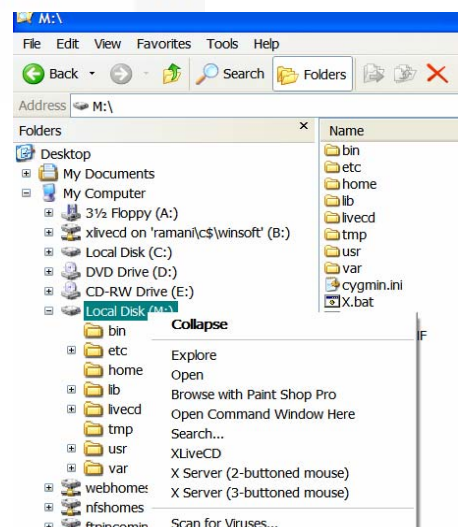 M:\
File Edit View Favorites Tools Help
Back Search Folders
Address M:\
Folders × Name
Desktop
My Documents
My Computer
3½ Floppy (A:)
xlivecd on 'ramani\c$\winsoft' (B:)
Local Disk (C:)
DVD Drive (D:)
CD-RW Drive (E:)
Local Disk (M:)
bin
etc
home
lib
livecd
tmp
usr
var
webhomes
nfshomes
bin
etc
home
lib
livecd
tmp
usr
var
cygmin.ini
X.bat
IF
Collapse
Explore
Open
Browse with Paint Shop Pro
Open Command Window Here
Search...
XLiveCD
X Server (2-buttoned mouse)
X Server (3-buttoned mouse)
Scan for Viruses...